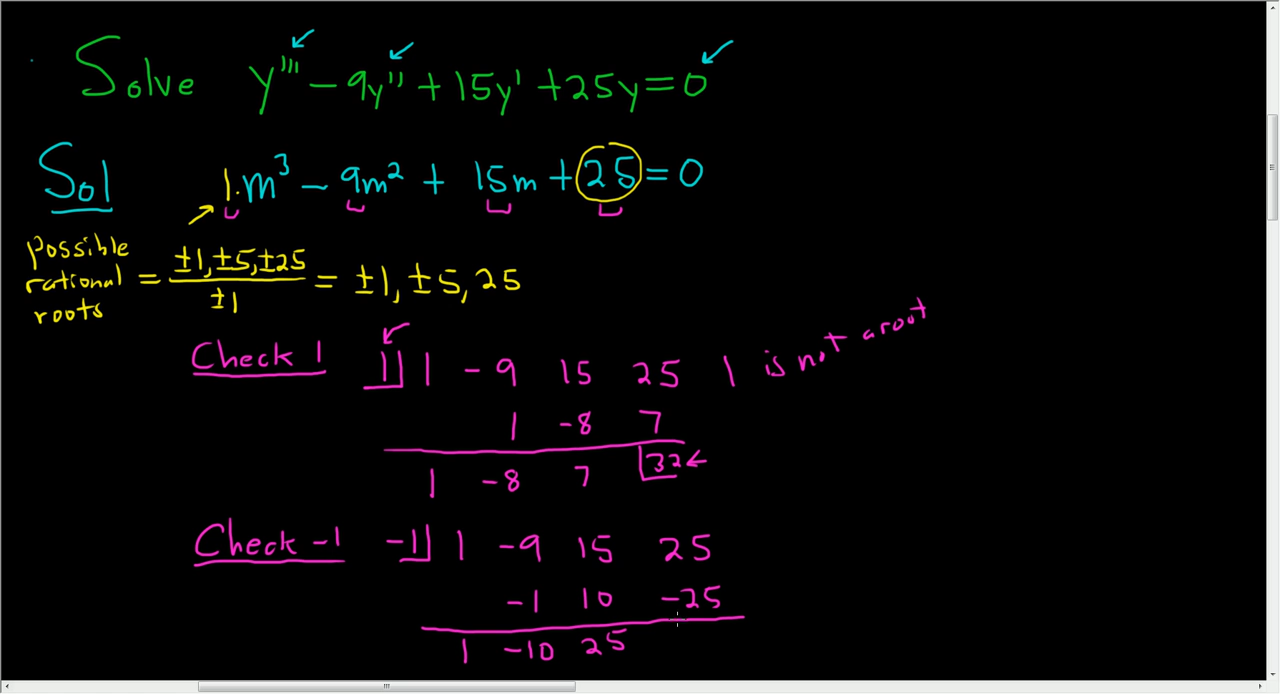 Solve y''' - 9y'' + 15y' + 25y = 0
Sol 1·m³ - 9m² + 15m + 25 = 0
possible rational roots = ±1, ±5, ±25 / ±1 = ±1, ±5, 25
Check 1 1 | 1 -9 15 25 1 is not a root
1 -8 7
1 -8 7 32
Check -1 -1 | 1 -9 15 25
-1 10 -25
1 -10 25